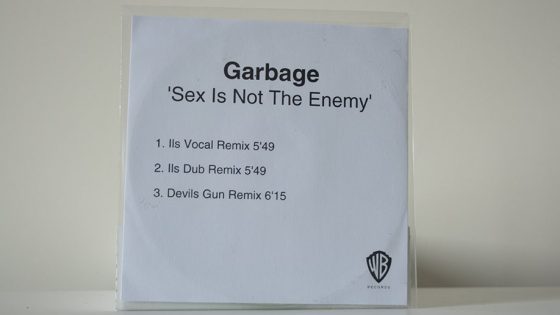 Garbage
'Sex Is Not The Enemy'
1. Ils Vocal Remix 5'49
2. Ils Dub Remix 5'49
3. Devils Gun Remix 6'15
WB
RECORDS